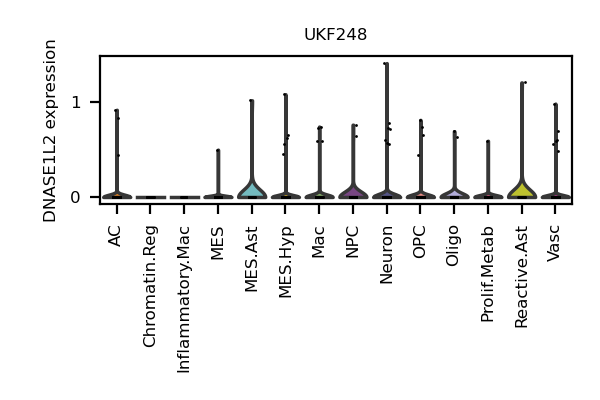 UKF248
DNASE1L2 expression
1
0
AC
Chromatin.Reg
Inflammatory.Mac
MES
MES.Ast
MES.Hyp
Mac
NPC
Neuron
OPC
Oligo
Prolif.Metab
Reactive.Ast
Vasc